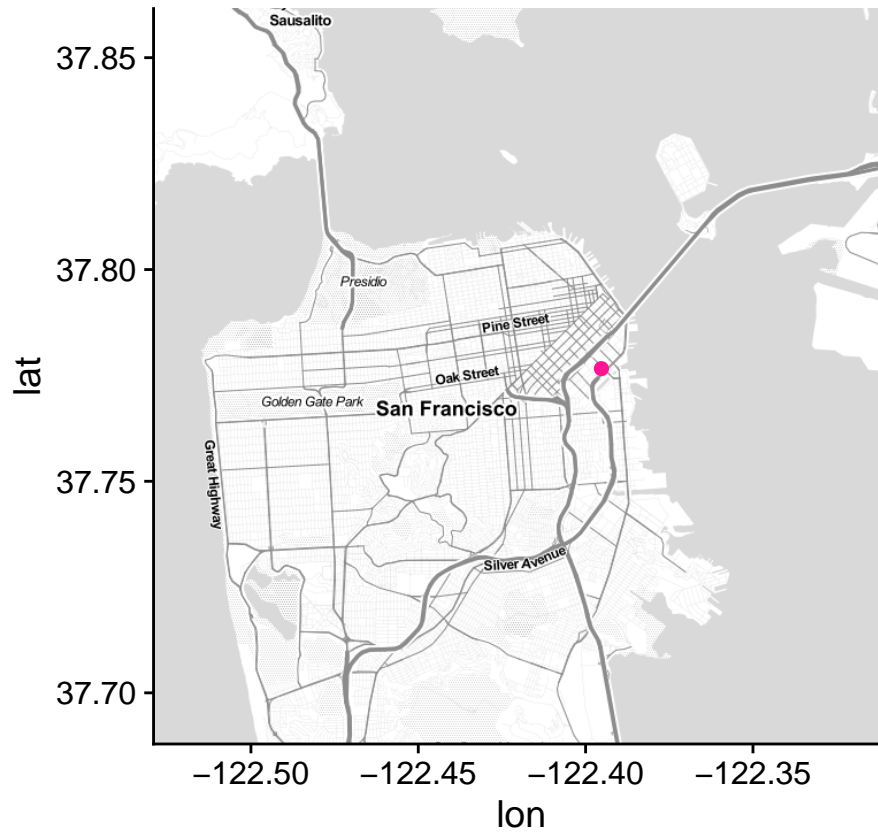 Sausalito
37.85
37.80
Presidio
Pine Street
lat
Oak Street
Golden Gate Park
San Francisco
37.75
Great Highway
Silver Avenue
37.70
−122.50
−122.45
−122.40
−122.35
lon